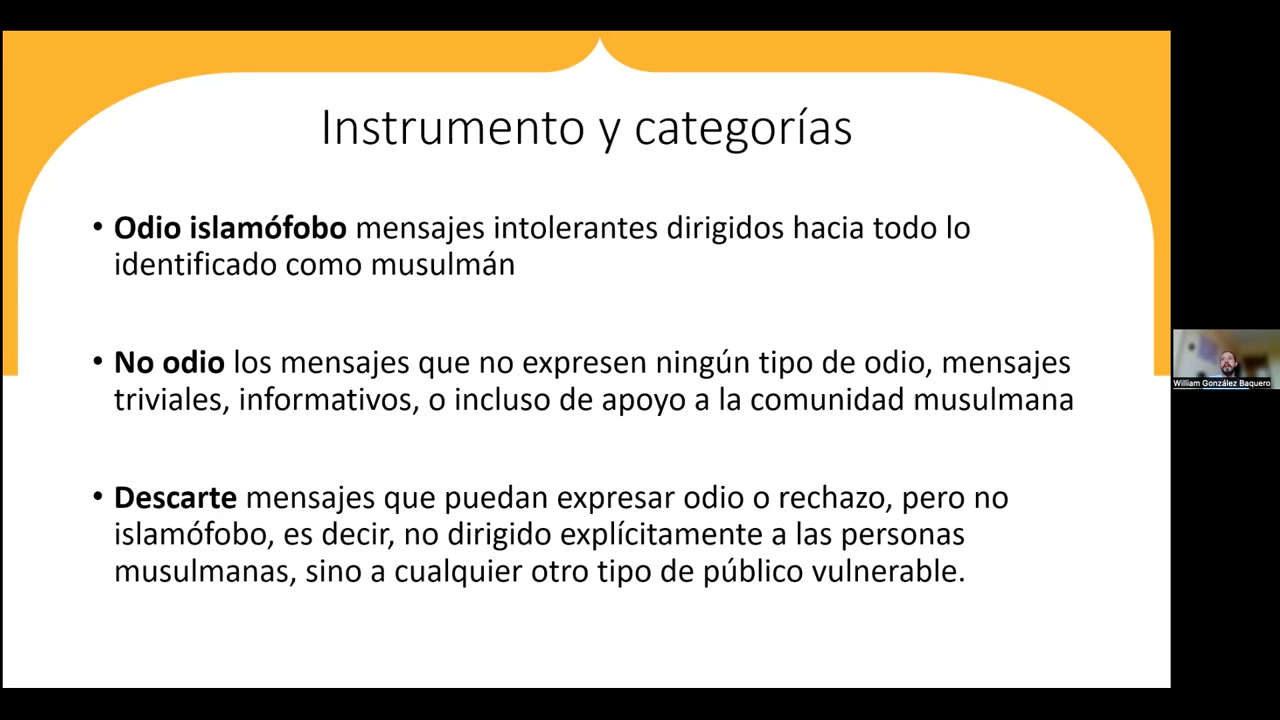 Instrumento y categorías
• Odio islamófobo mensajes intolerantes dirigidos hacia todo lo
identificado como musulmán
• No odio los mensajes que no expresen ningún tipo de odio, mensajes
triviales, informativos, o incluso de apoyo a la comunidad musulmana
• Descarte mensajes que puedan expresar odio o rechazo, pero no
islamófobo, es decir, no dirigido explícitamente a las personas
musulmanas, sino a cualquier otro tipo de público vulnerable.
William González Baquero